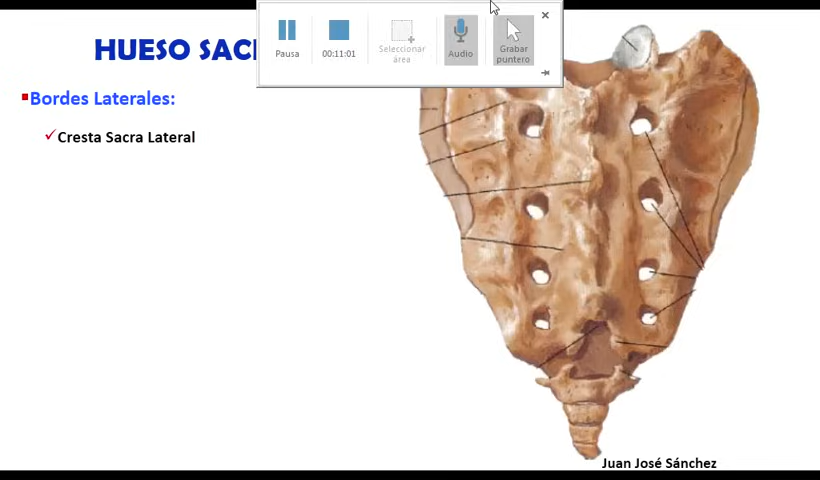 HUESO SAC
Pausa
00:11:01
Seleccionar
área
Audio
Grabar
puntero
Bordes Laterales:
Cresta Sacra Lateral
Juan José Sánchez